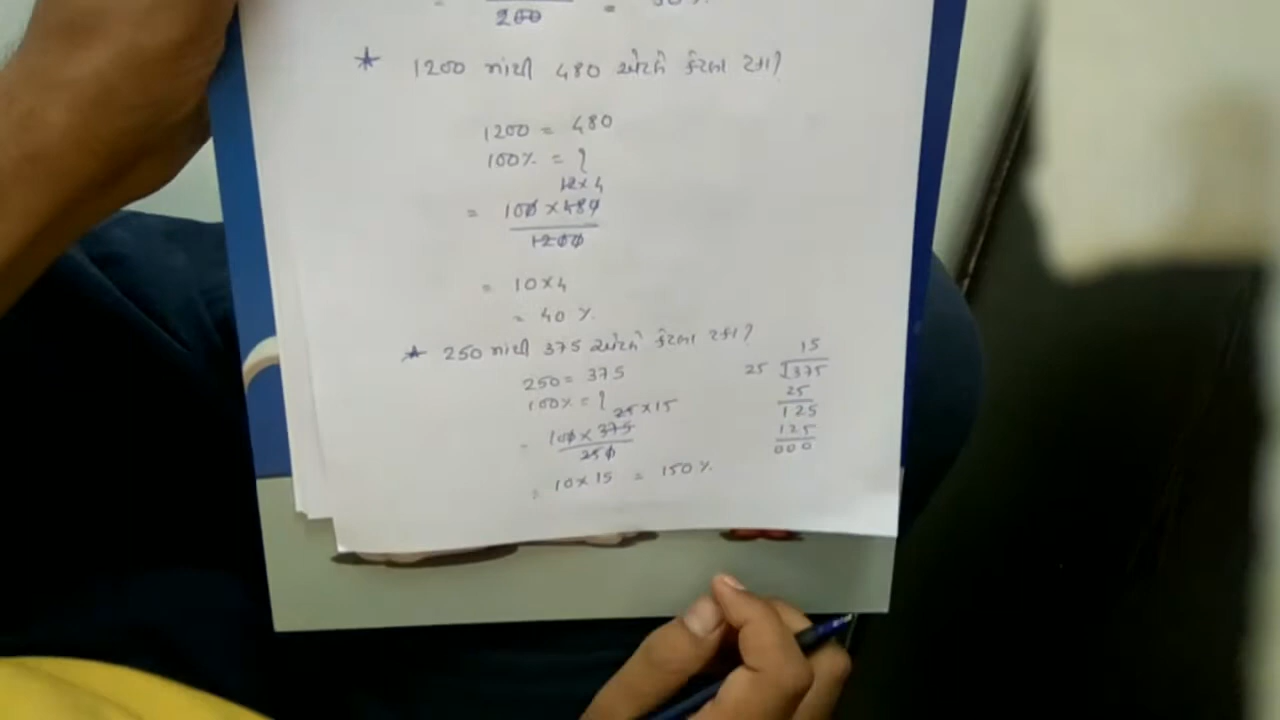 200 =
* 1200 માંથી 480 એટલે કેટલા ટકા?
1200 = 480
100% = ?
12×4
= 100 × 480
1200
= 10×4
= 40 %
* 250 માંથી 375 એટલે કેટલા ટકા?
250 = 375
100% = ?
25×15
= 100 × 375
250
= 10×15 = 150%
15
25 √375
25
125
125
000